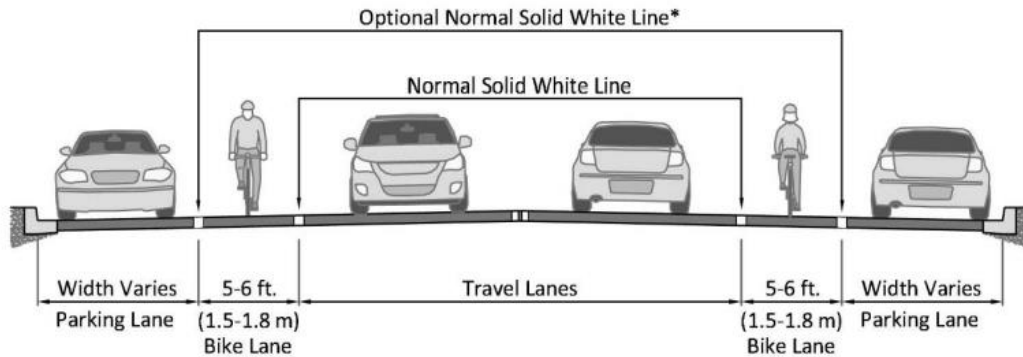 Optional Normal Solid White Line*
Normal Solid White Line
Width Varies
Parking Lane
5-6 ft.
(1.5-1.8 m)
Bike Lane
Travel Lanes
5-6 ft.
(1.5-1.8 m)
Bike Lane
Width Varies
Parking Lane